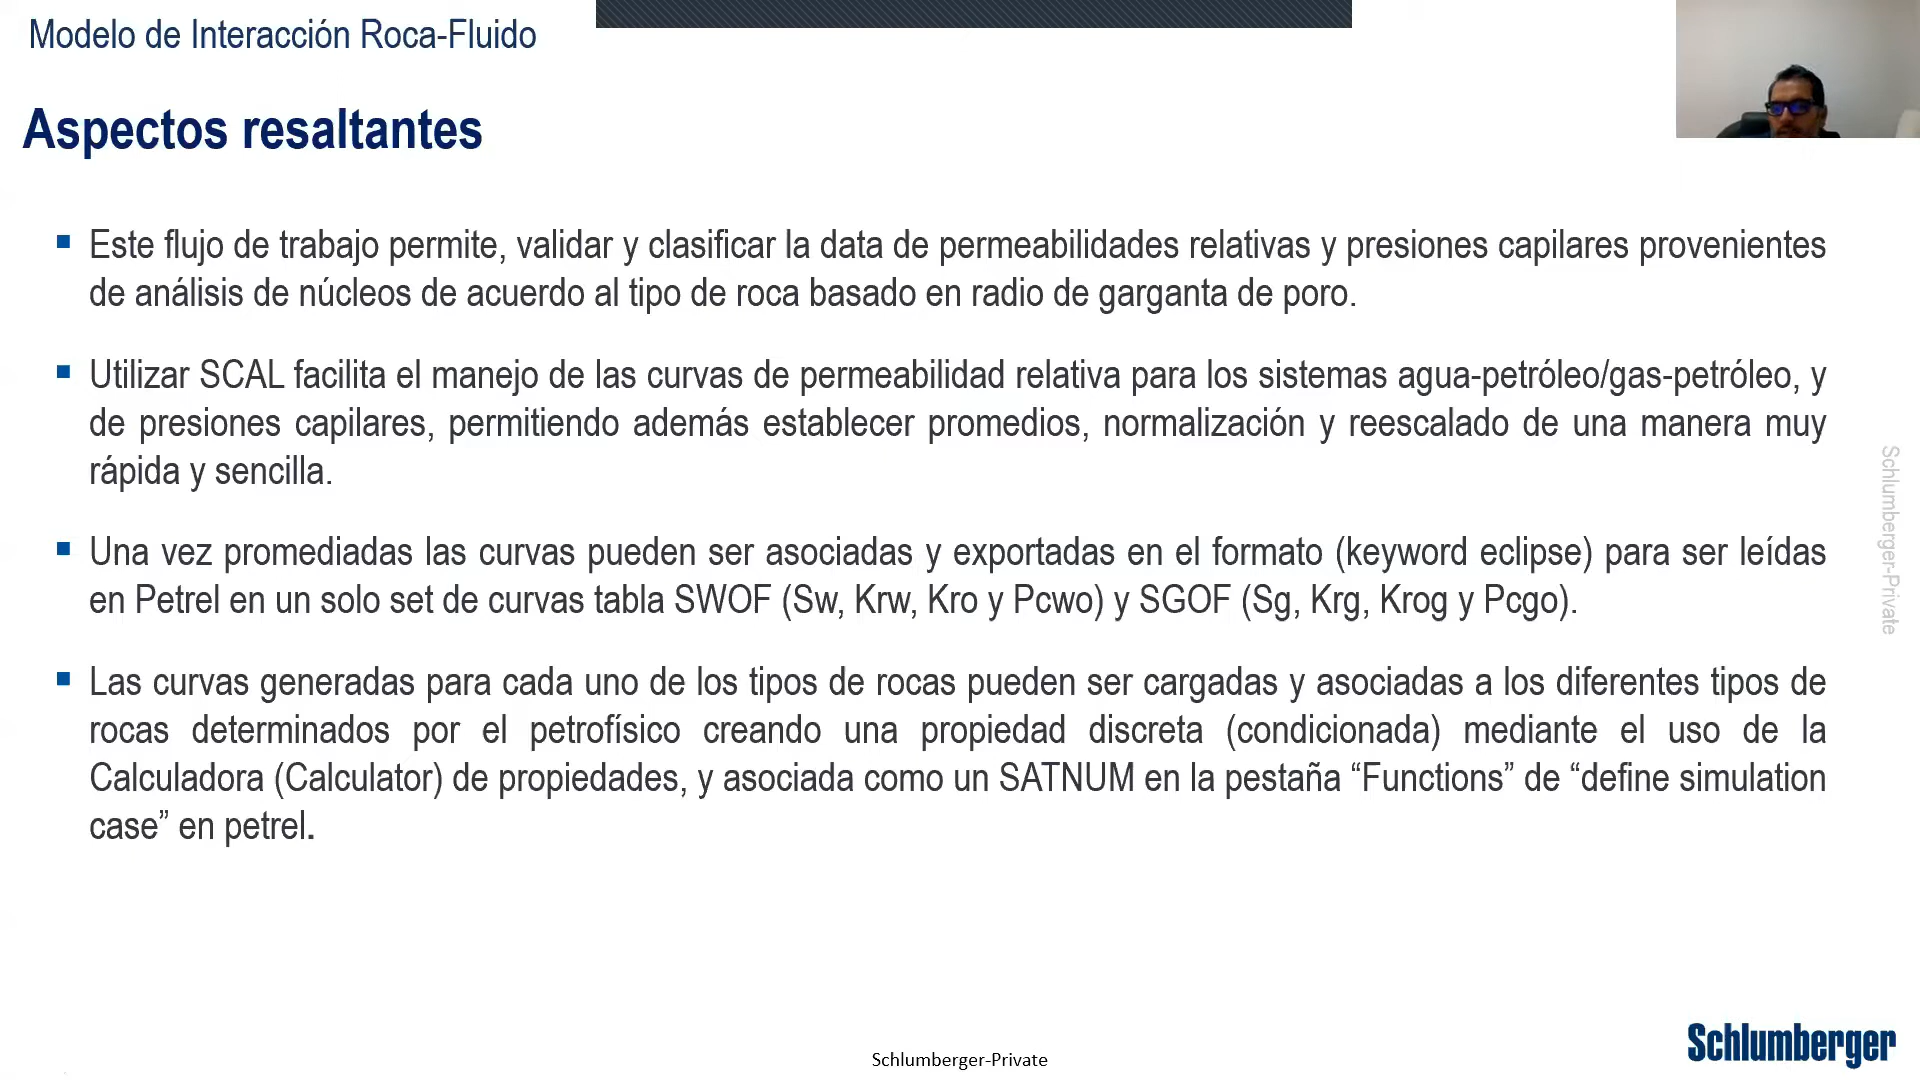 Modelo de Interacción Roca-Fluido
Aspectos resaltantes
▪ Este flujo de trabajo permite, validar y clasificar la data de permeabilidades relativas y presiones capilares provenientes
de análisis de núcleos de acuerdo al tipo de roca basado en radio de garganta de poro.
▪ Utilizar SCAL facilita el manejo de las curvas de permeabilidad relativa para los sistemas agua-petróleo/gas-petróleo, y
de presiones capilares, permitiendo además establecer promedios, normalización y reescalado de una manera muy
rápida y sencilla.
▪ Una vez promediadas las curvas pueden ser asociadas y exportadas en el formato (keyword eclipse) para ser leídas
en Petrel en un solo set de curvas tabla SWOF (Sw, Krw, Kro y Pcwo) y SGOF (Sg, Krg, Krog y Pcgo).
▪ Las curvas generadas para cada uno de los tipos de rocas pueden ser cargadas y asociadas a los diferentes tipos de
rocas determinados por el petrofísico creando una propiedad discreta (condicionada) mediante el uso de la
Calculadora (Calculator) de propiedades, y asociada como un SATNUM en la pestaña “Functions” de “define simulation
case” en petrel.
Schlumberger-Private
Schlumberger-Private
Schlumberger